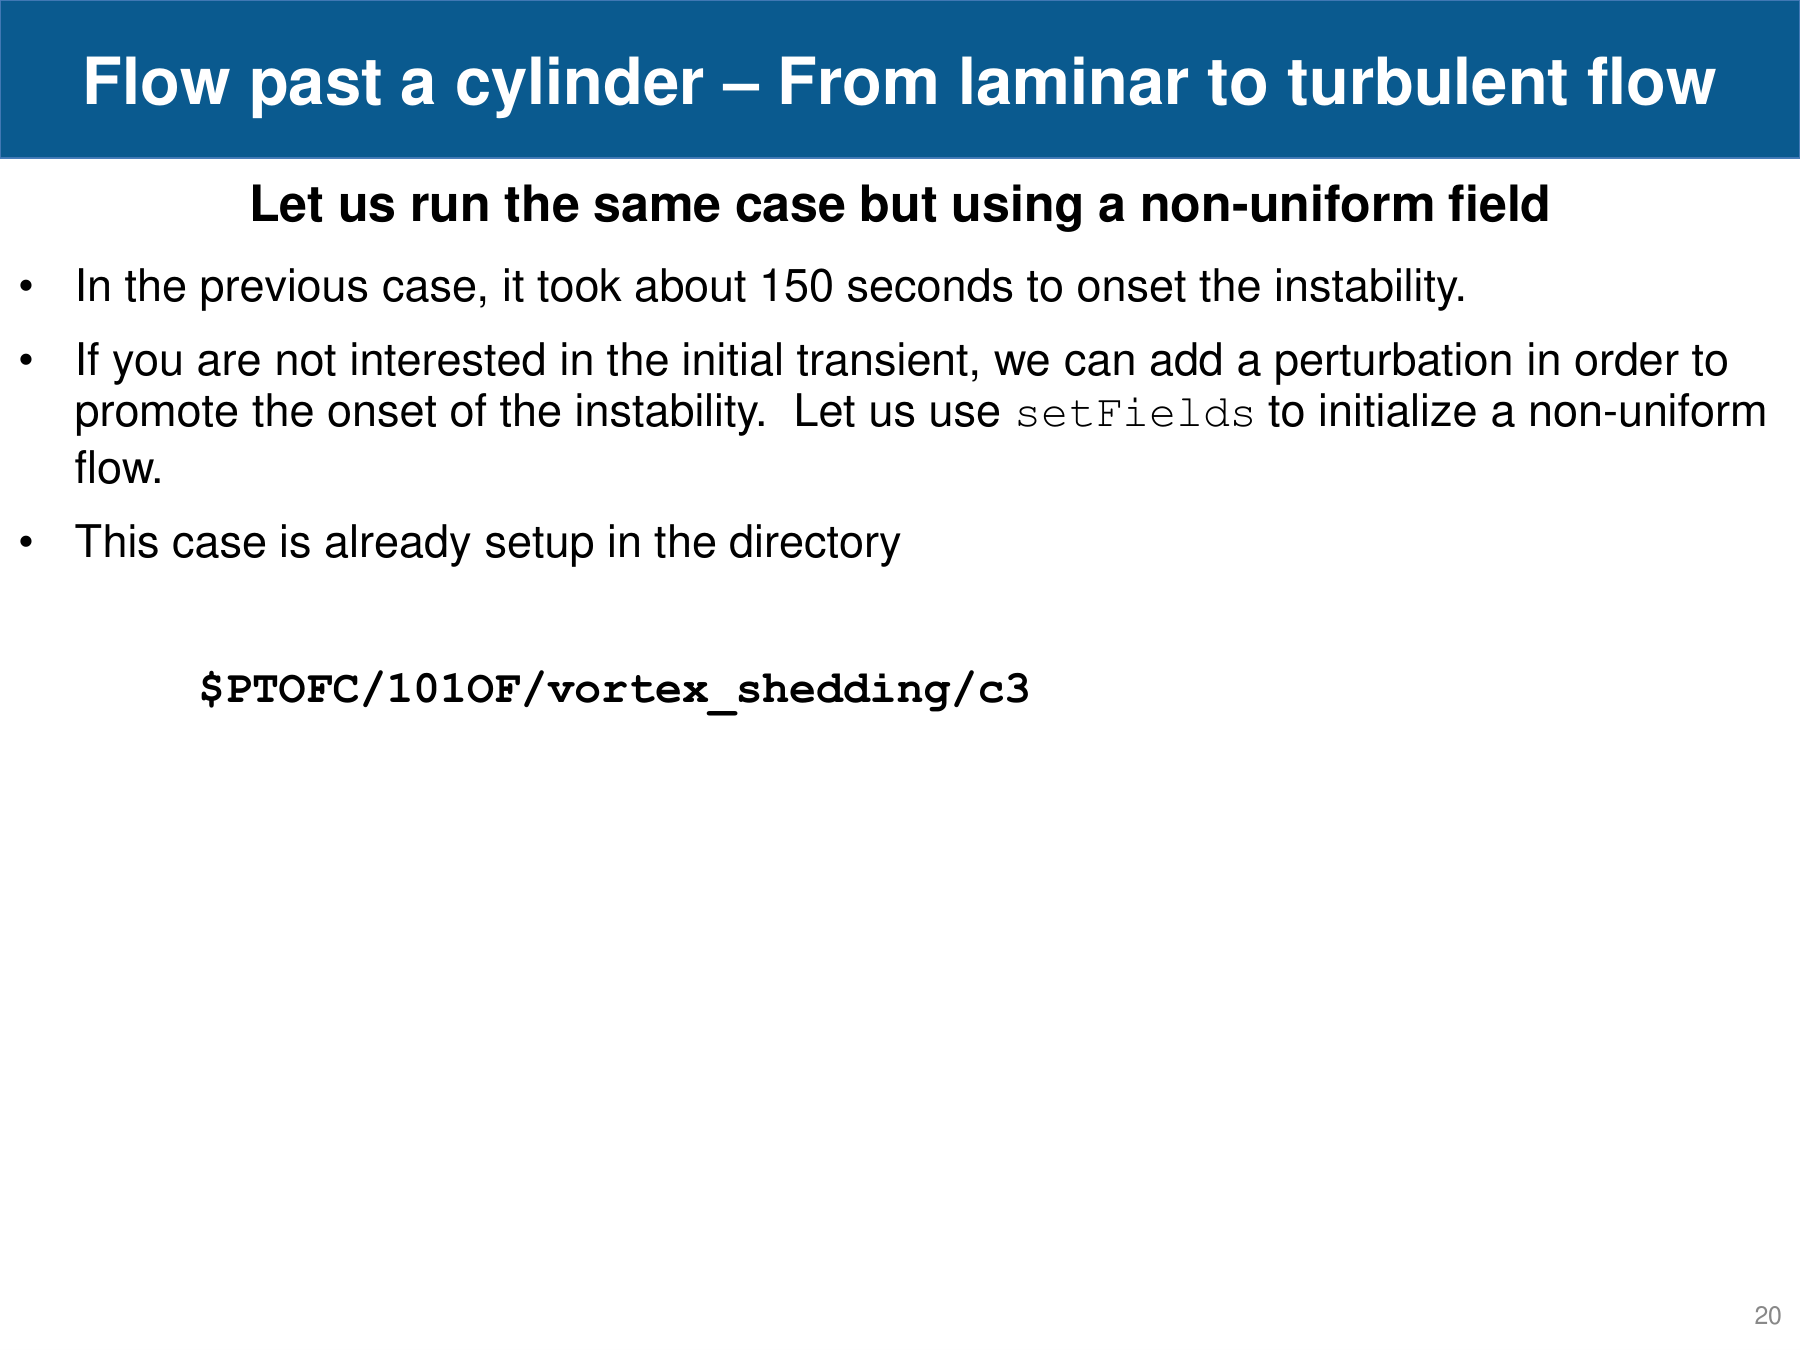 Flow past a cylinder – From laminar to turbulent flow
Let us run the same case but using a non-uniform field
• In the previous case, it took about 150 seconds to onset the instability.
• If you are not interested in the initial transient, we can add a perturbation in order to
promote the onset of the instability.  Let us use setFields to initialize a non-uniform
flow.
• This case is already setup in the directory
$PTOFC/101OF/vortex_shedding/c3
20